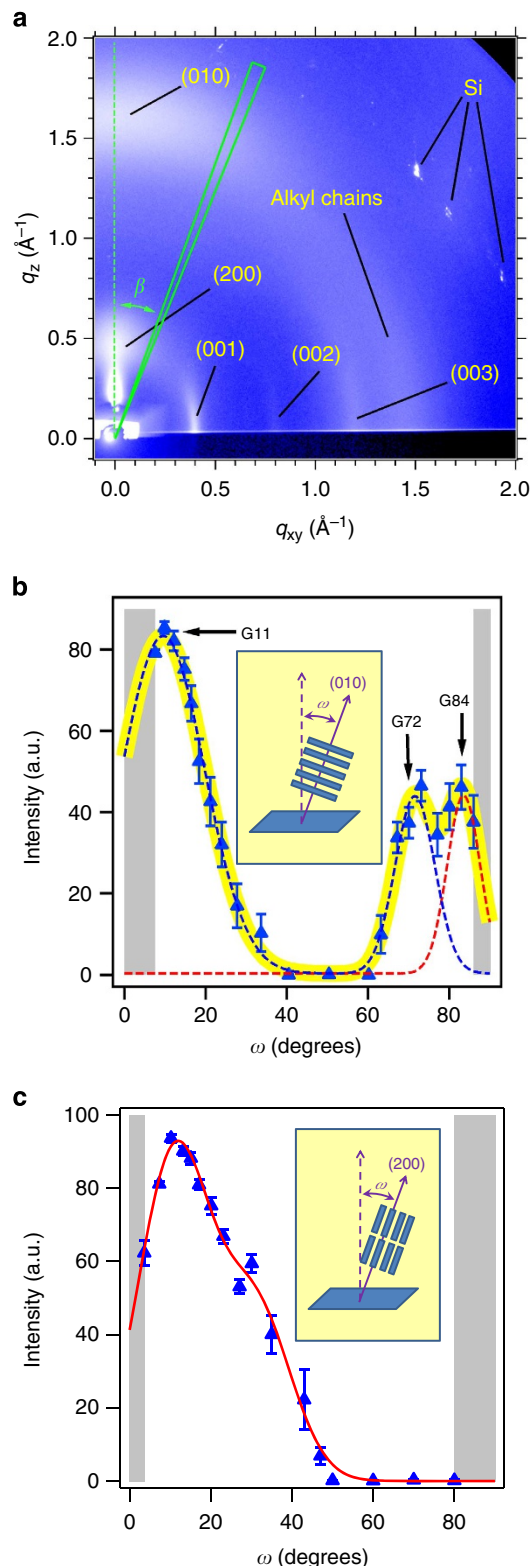 a
2.0
1.5
1.0
0.5
0.0
q_z (Å⁻¹)
(010)
Si
Alkyl chains
β
(200)
(001)
(002)
(003)
0.0 0.5 1.0 1.5 2.0
q_xy (Å⁻¹)
b
80
60
40
20
0
Intensity (a.u.)
G11
(010)
ω
G72
G84
0 20 40 60 80
ω (degrees)
c
100
80
60
40
20
0
Intensity (a.u.)
(200)
ω
0 20 40 60 80
ω (degrees)